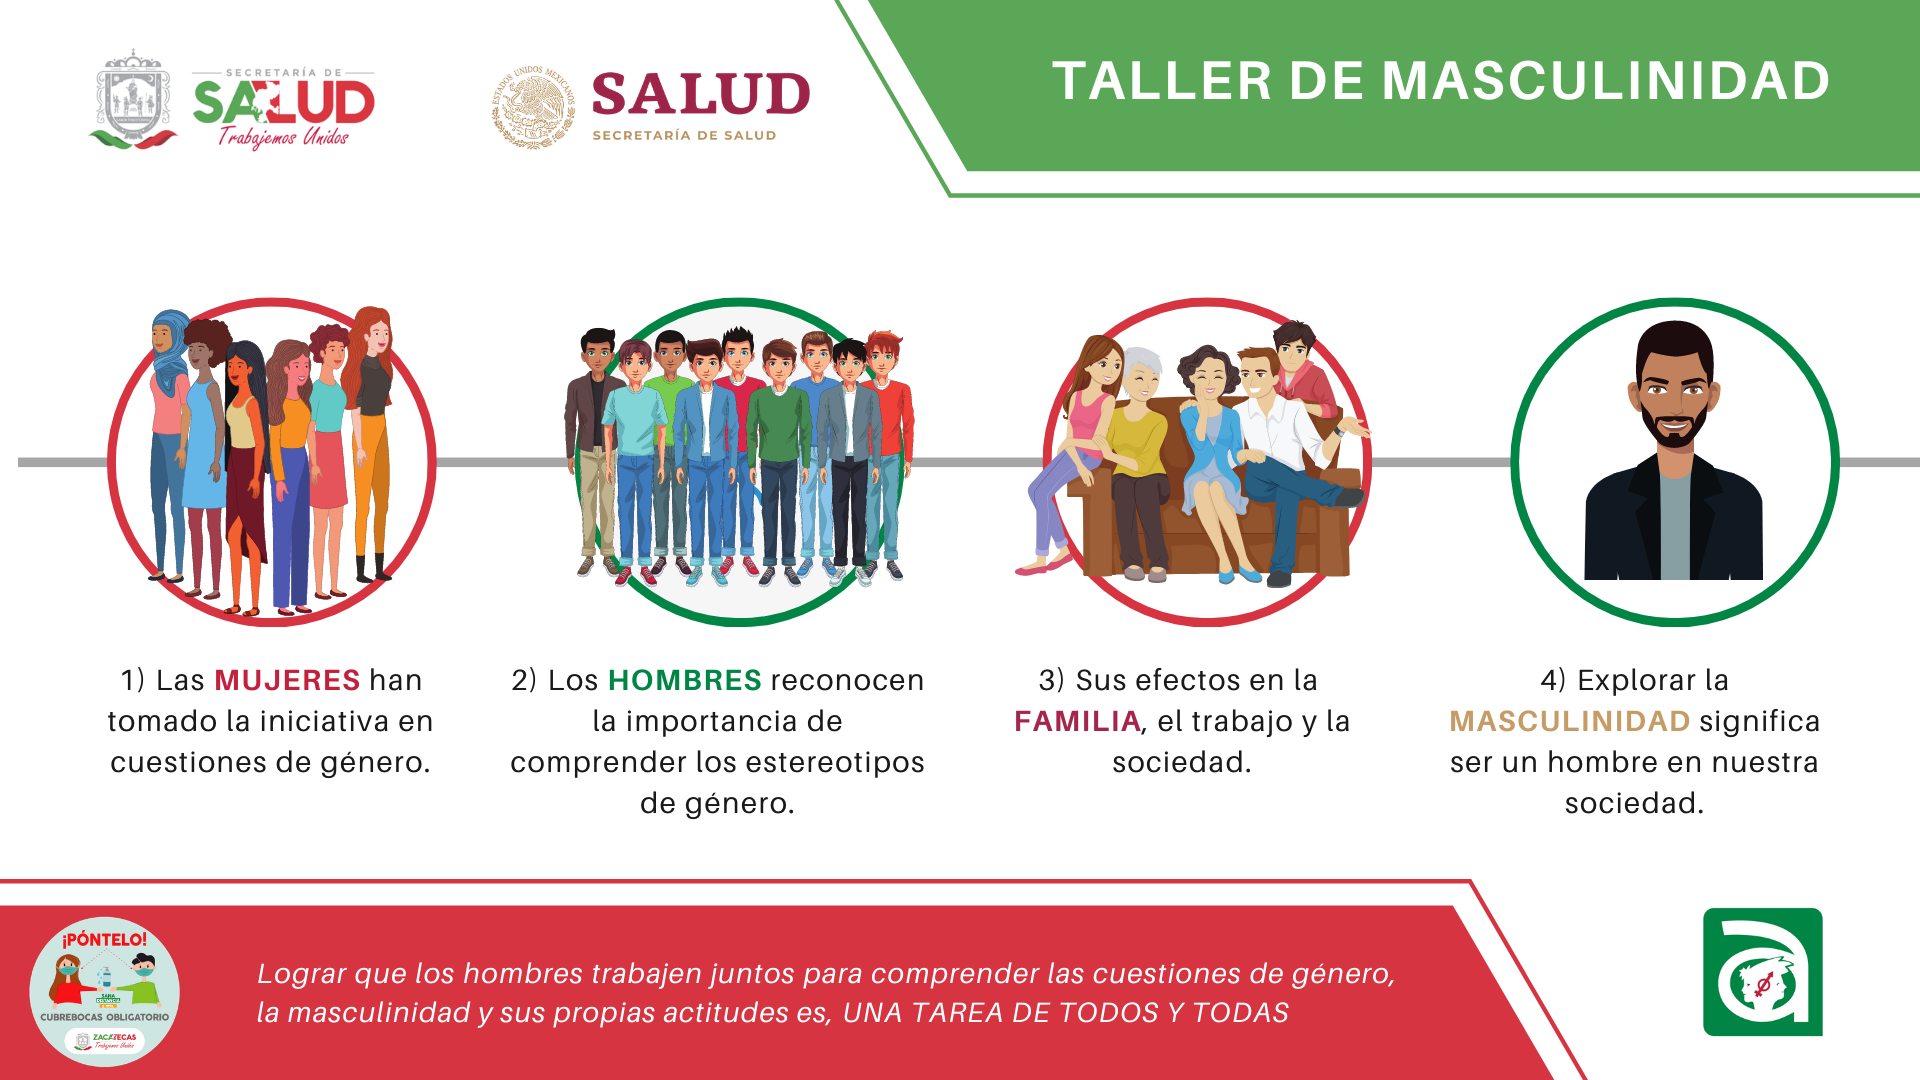 SECRETARÍA DE
SALUD
Trabajemos Unidos
ESTADOS UNIDOS MEXICANOS
SALUD
SECRETARÍA DE SALUD
TALLER DE MASCULINIDAD
1) Las MUJERES han
tomado la iniciativa en
cuestiones de género.
2) Los HOMBRES reconocen
la importancia de
comprender los estereotipos
de género.
3) Sus efectos en la
FAMILIA, el trabajo y la
sociedad.
4) Explorar la
MASCULINIDAD significa
ser un hombre en nuestra
sociedad.
¡PÓNTELO!
SANA
DISTANCIA
CUBREBOCAS OBLIGATORIO
ZACATECAS
Trabajemos Unidos
Lograr que los hombres trabajen juntos para comprender las cuestiones de género,
la masculinidad y sus propias actitudes es, UNA TAREA DE TODOS Y TODAS